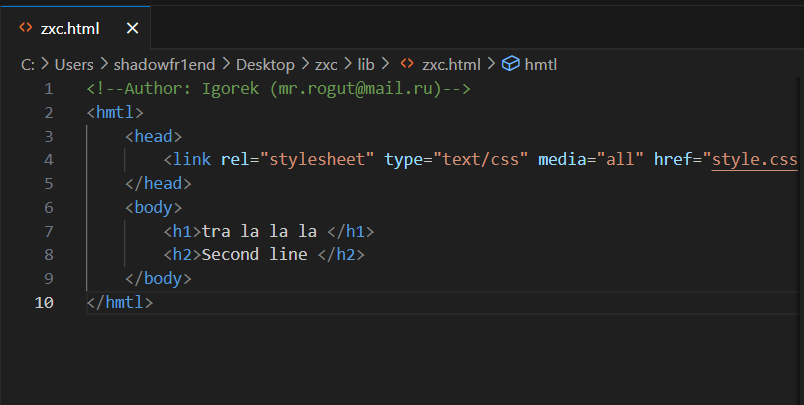 zxc.html
C: > Users > shadowfr1end > Desktop > zxc > lib > zxc.html > hmtl
1 <!--Author: Igorek (mr.rogut@mail.ru)-->
2 <hmtl>
3 <head>
4 <link rel="stylesheet" type="text/css" media="all" href="style.css
5 </head>
6 <body>
7 <h1>tra la la la </h1>
8 <h2>Second line </h2>
9 </body>
10 </hmtl>